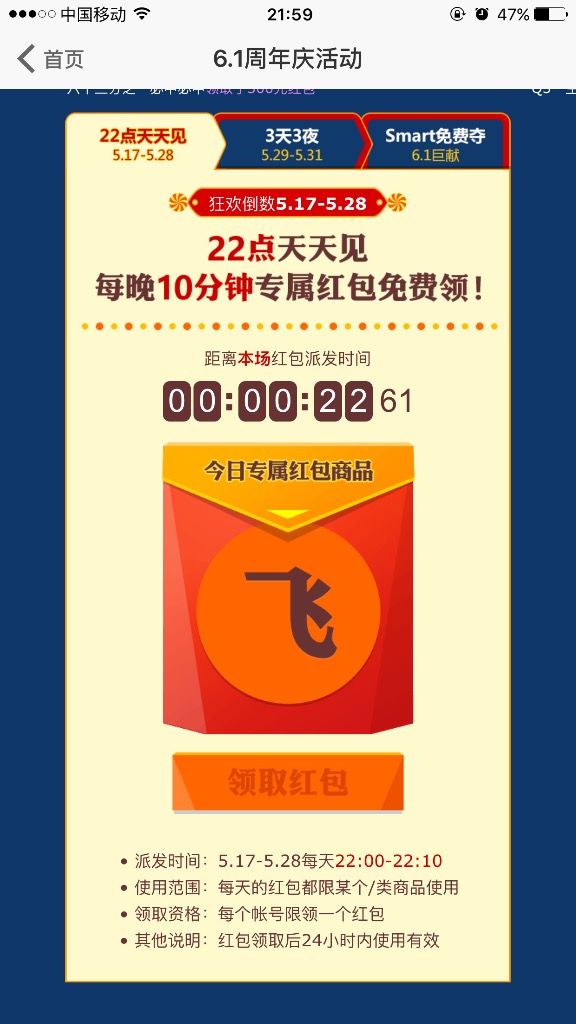 中国移动
21:59
47%
首页
6.1周年庆活动
22点天天见
5.17-5.28
3天3夜
5.29-5.31
Smart免费夺
6.1巨献
狂欢倒数5.17-5.28
22点天天见
每晚10分钟专属红包免费领！
距离本场红包派发时间
00:00:22 61
今日专属红包商品
飞
领取红包
• 派发时间：5.17-5.28每天22:00-22:10
• 使用范围：每天的红包都限某个/类商品使用
• 领取资格：每个帐号限领一个红包
• 其他说明：红包领取后24小时内使用有效